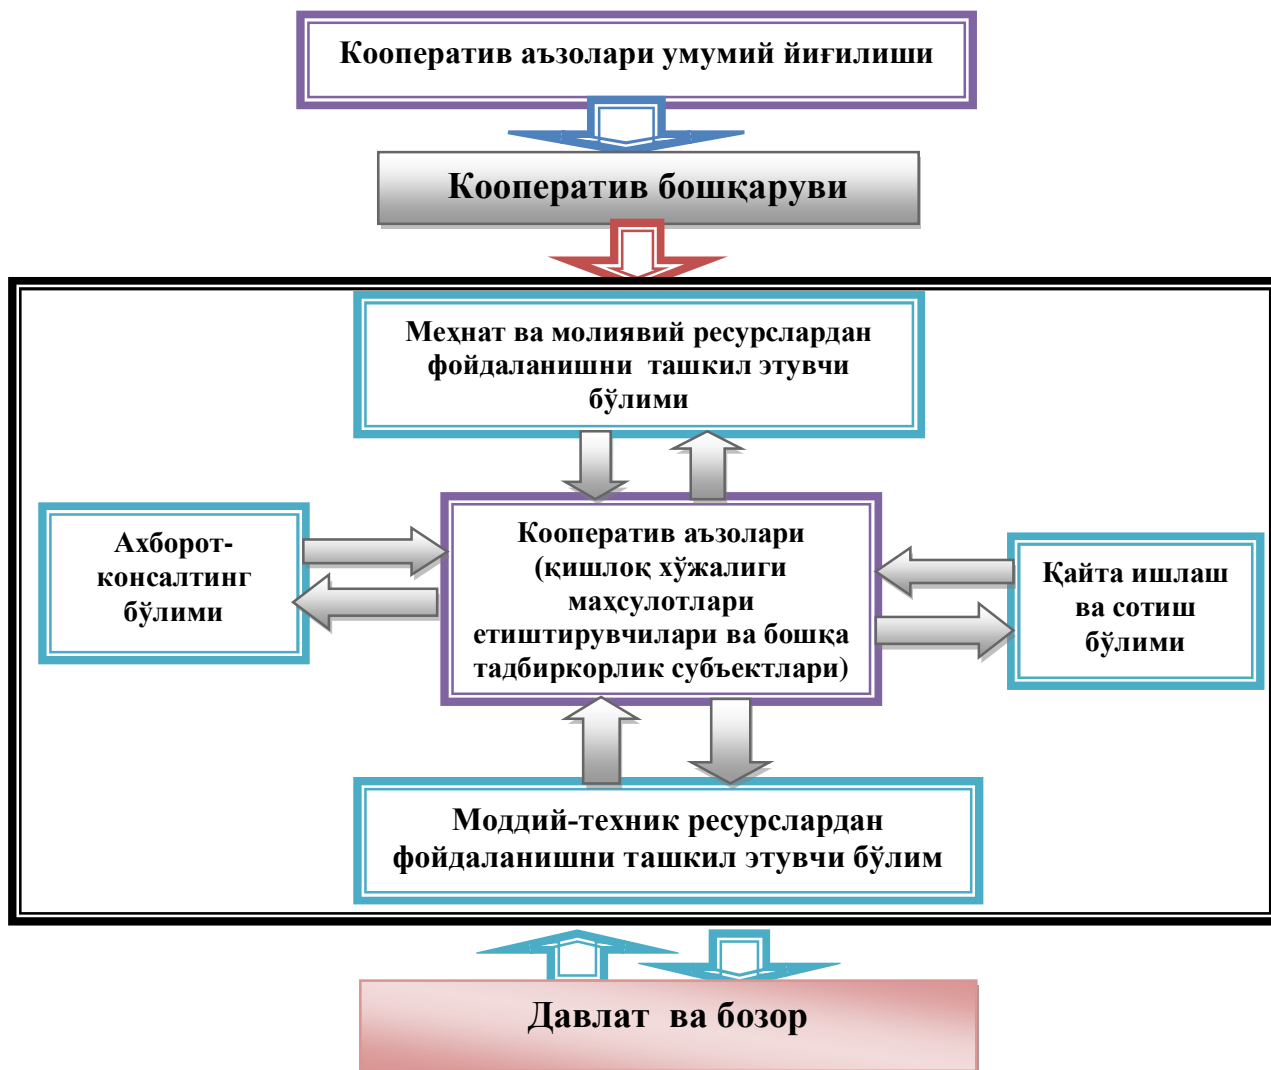 Кооператив аъзолари умумий йиғилиши
Кооператив бошқаруви
Меҳнат ва молиявий ресурслардан
фойдаланишни ташкил этувчи
бўлими
Ахборот-
консалтинг
бўлими
Кооператив аъзолари
(қишлоқ хўжалиги
маҳсулотлари
етиштирувчилари ва бошқа
тадбиркорлик субъектлари)
Қайта ишлаш
ва сотиш
бўлими
Моддий-техник ресурслардан
фойдаланишни ташкил этувчи бўлим
Давлат ва бозор